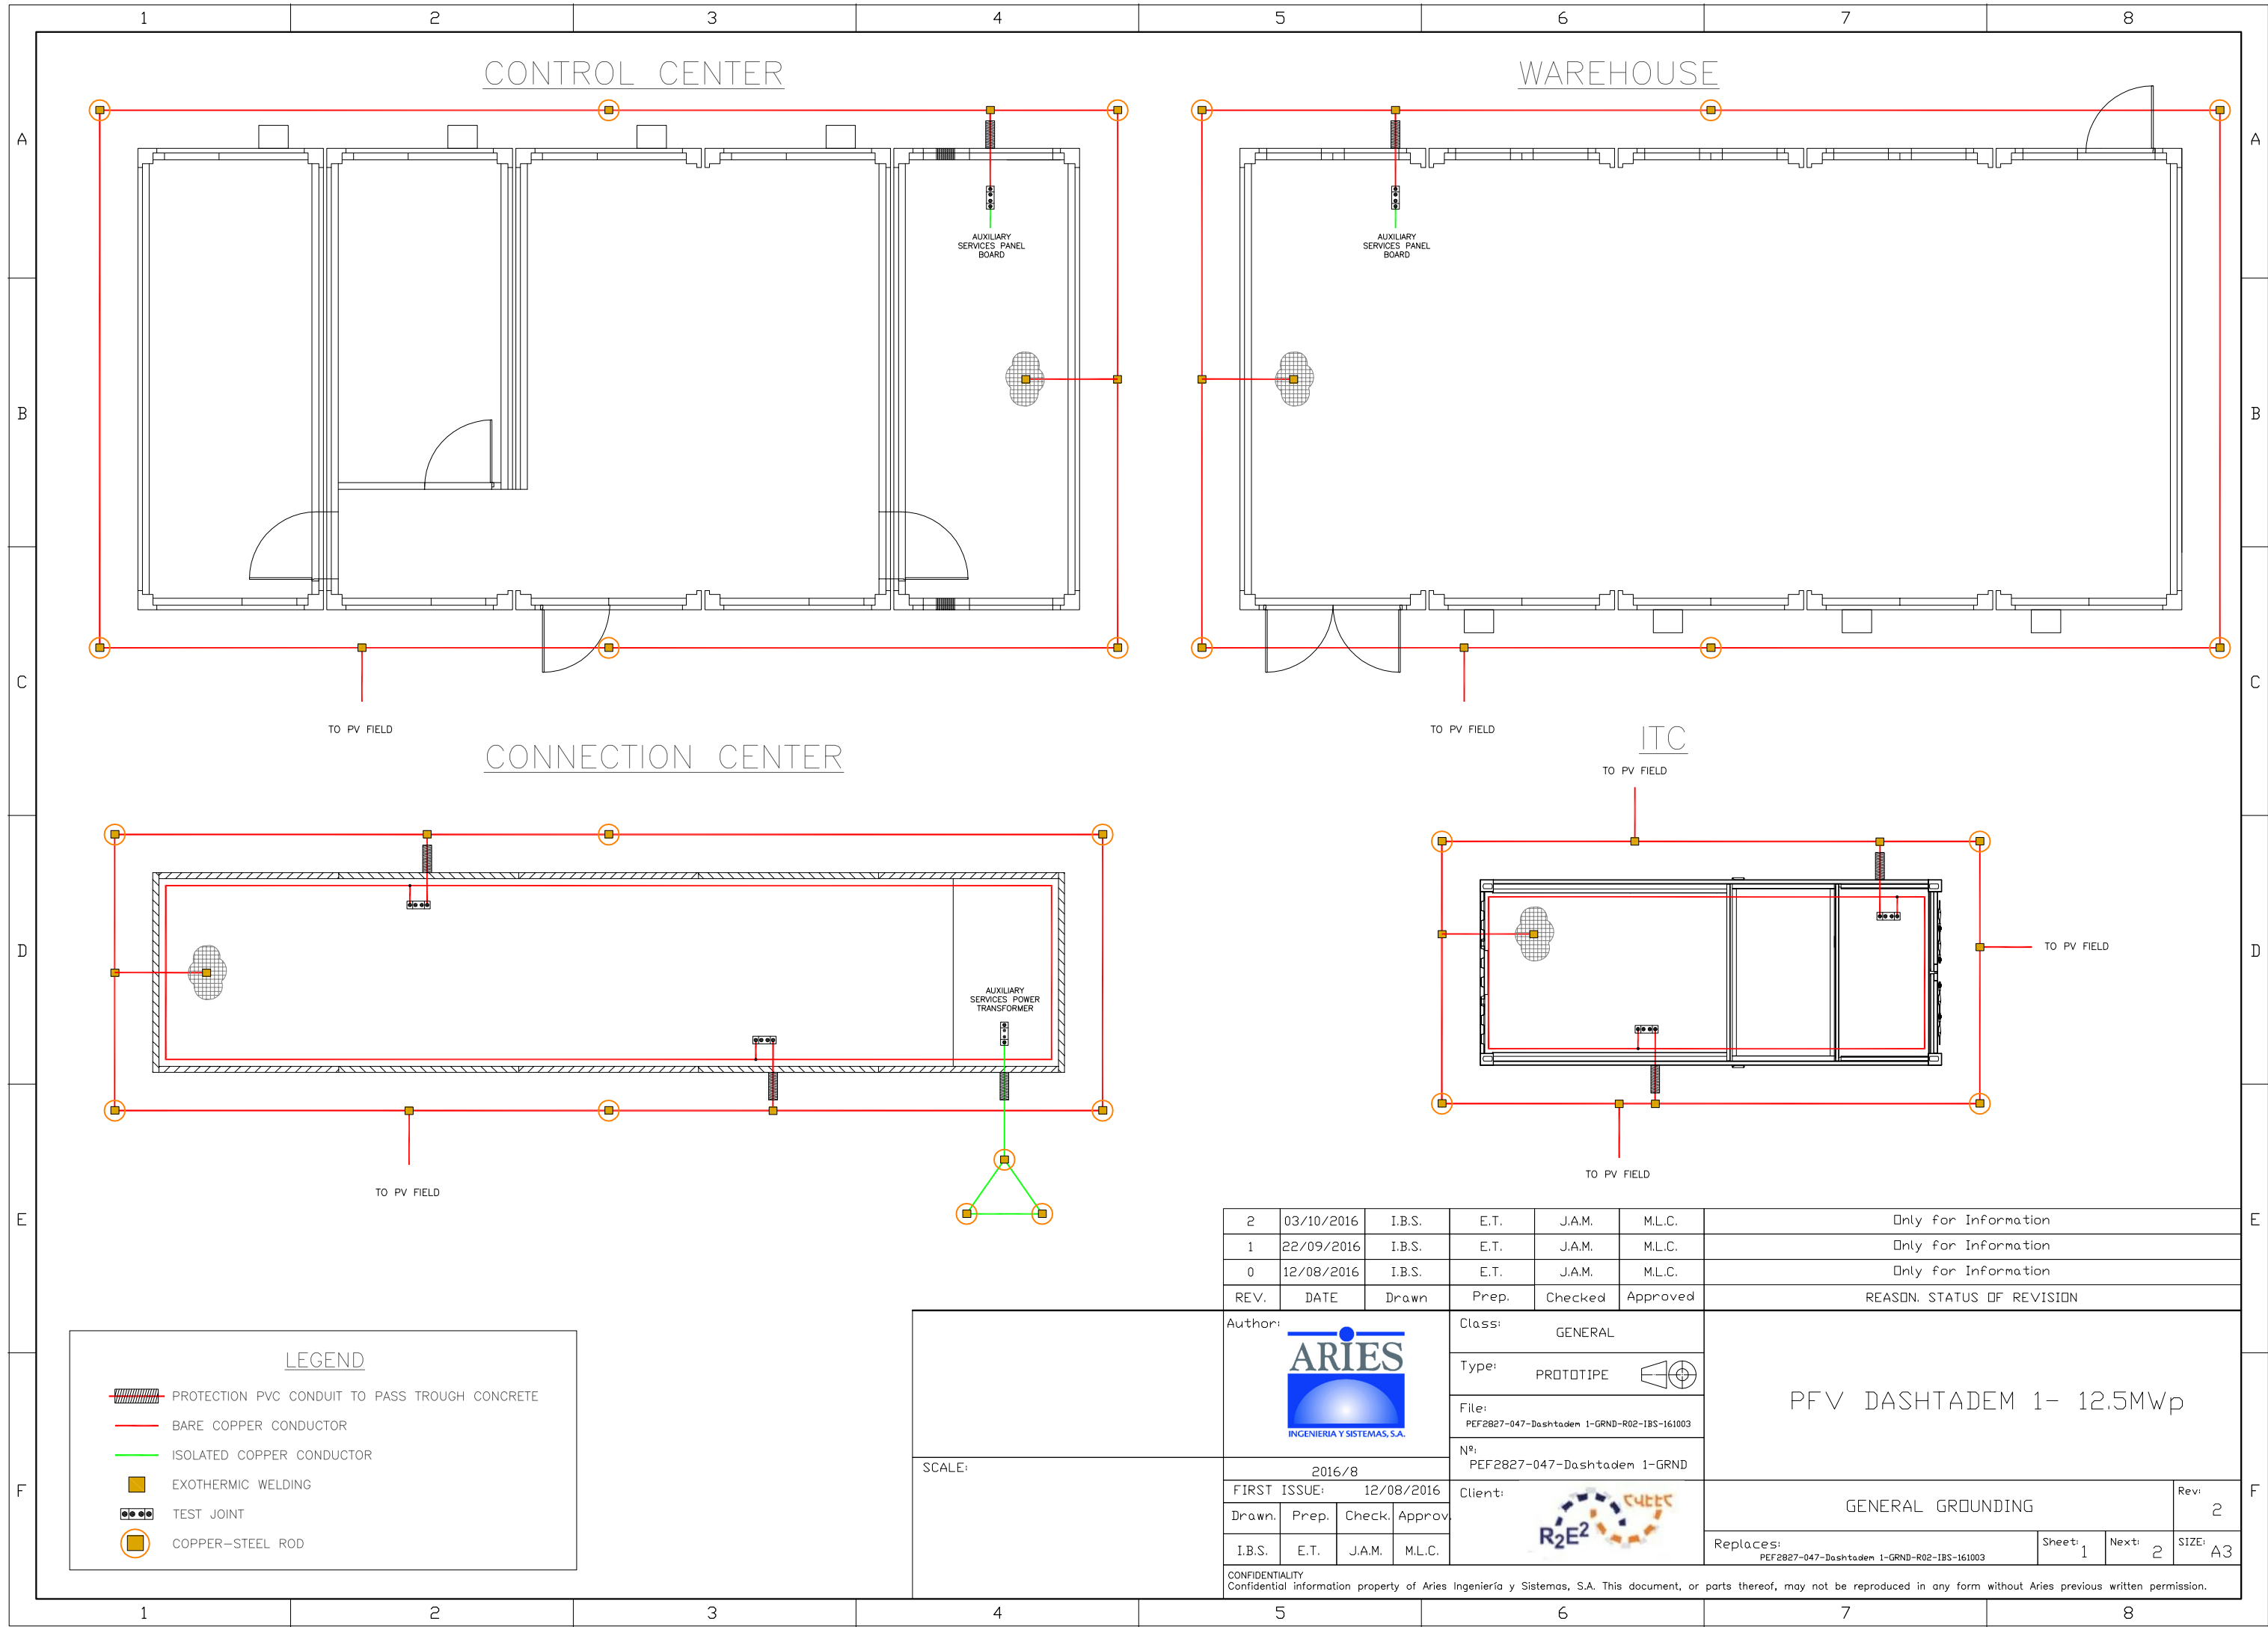 1 2 3 4 5 6 7 8
A A
B B
C C
D D
E E
F F
CONTROL CENTER
AUXILIARY
SERVICES PANEL
BOARD
TO PV FIELD
WAREHOUSE
AUXILIARY
SERVICES PANEL
BOARD
TO PV FIELD
CONNECTION CENTER
AUXILIARY
SERVICES POWER
TRANSFORMER
TO PV FIELD
ITC
TO PV FIELD
TO PV FIELD
TO PV FIELD
LEGEND
PROTECTION PVC CONDUIT TO PASS TROUGH CONCRETE
BARE COPPER CONDUCTOR
ISOLATED COPPER CONDUCTOR
EXOTHERMIC WELDING
TEST JOINT
COPPER-STEEL ROD
2 03/10/2016 I.B.S. E.T. J.A.M. M.L.C. Only for Information
1 22/09/2016 I.B.S. E.T. J.A.M. M.L.C. Only for Information
0 12/08/2016 I.B.S. E.T. J.A.M. M.L.C. Only for Information
REV. DATE Drawn Prep. Checked Approved REASON. STATUS OF REVISION
SCALE:
Author:
ARIES
INGENIERIA Y SISTEMAS, S.A.
2016/8
FIRST ISSUE: 12/08/2016
Drawn. Prep. Check. Approv.
I.B.S. E.T. J.A.M. M.L.C.
Class:
GENERAL
Type:
PROTOTIPE
File:
PEF2827-047-Dashtadem 1-GRND-R02-IBS-161003
Nº:
PEF2827-047-Dashtadem 1-GRND
Client:
R2E2
PFV DASHTADEM 1- 12.5MWp
GENERAL GROUNDING
Rev:
2
Replaces:
PEF2827-047-Dashtadem 1-GRND-R02-IBS-161003
Sheet: 1
Next: 2
SIZE: A3
CONFIDENTIALITY
Confidential information property of Aries Ingeniería y Sistemas, S.A. This document, or parts thereof, may not be reproduced in any form without Aries previous written permission.
1 2 3 4 5 6 7 8